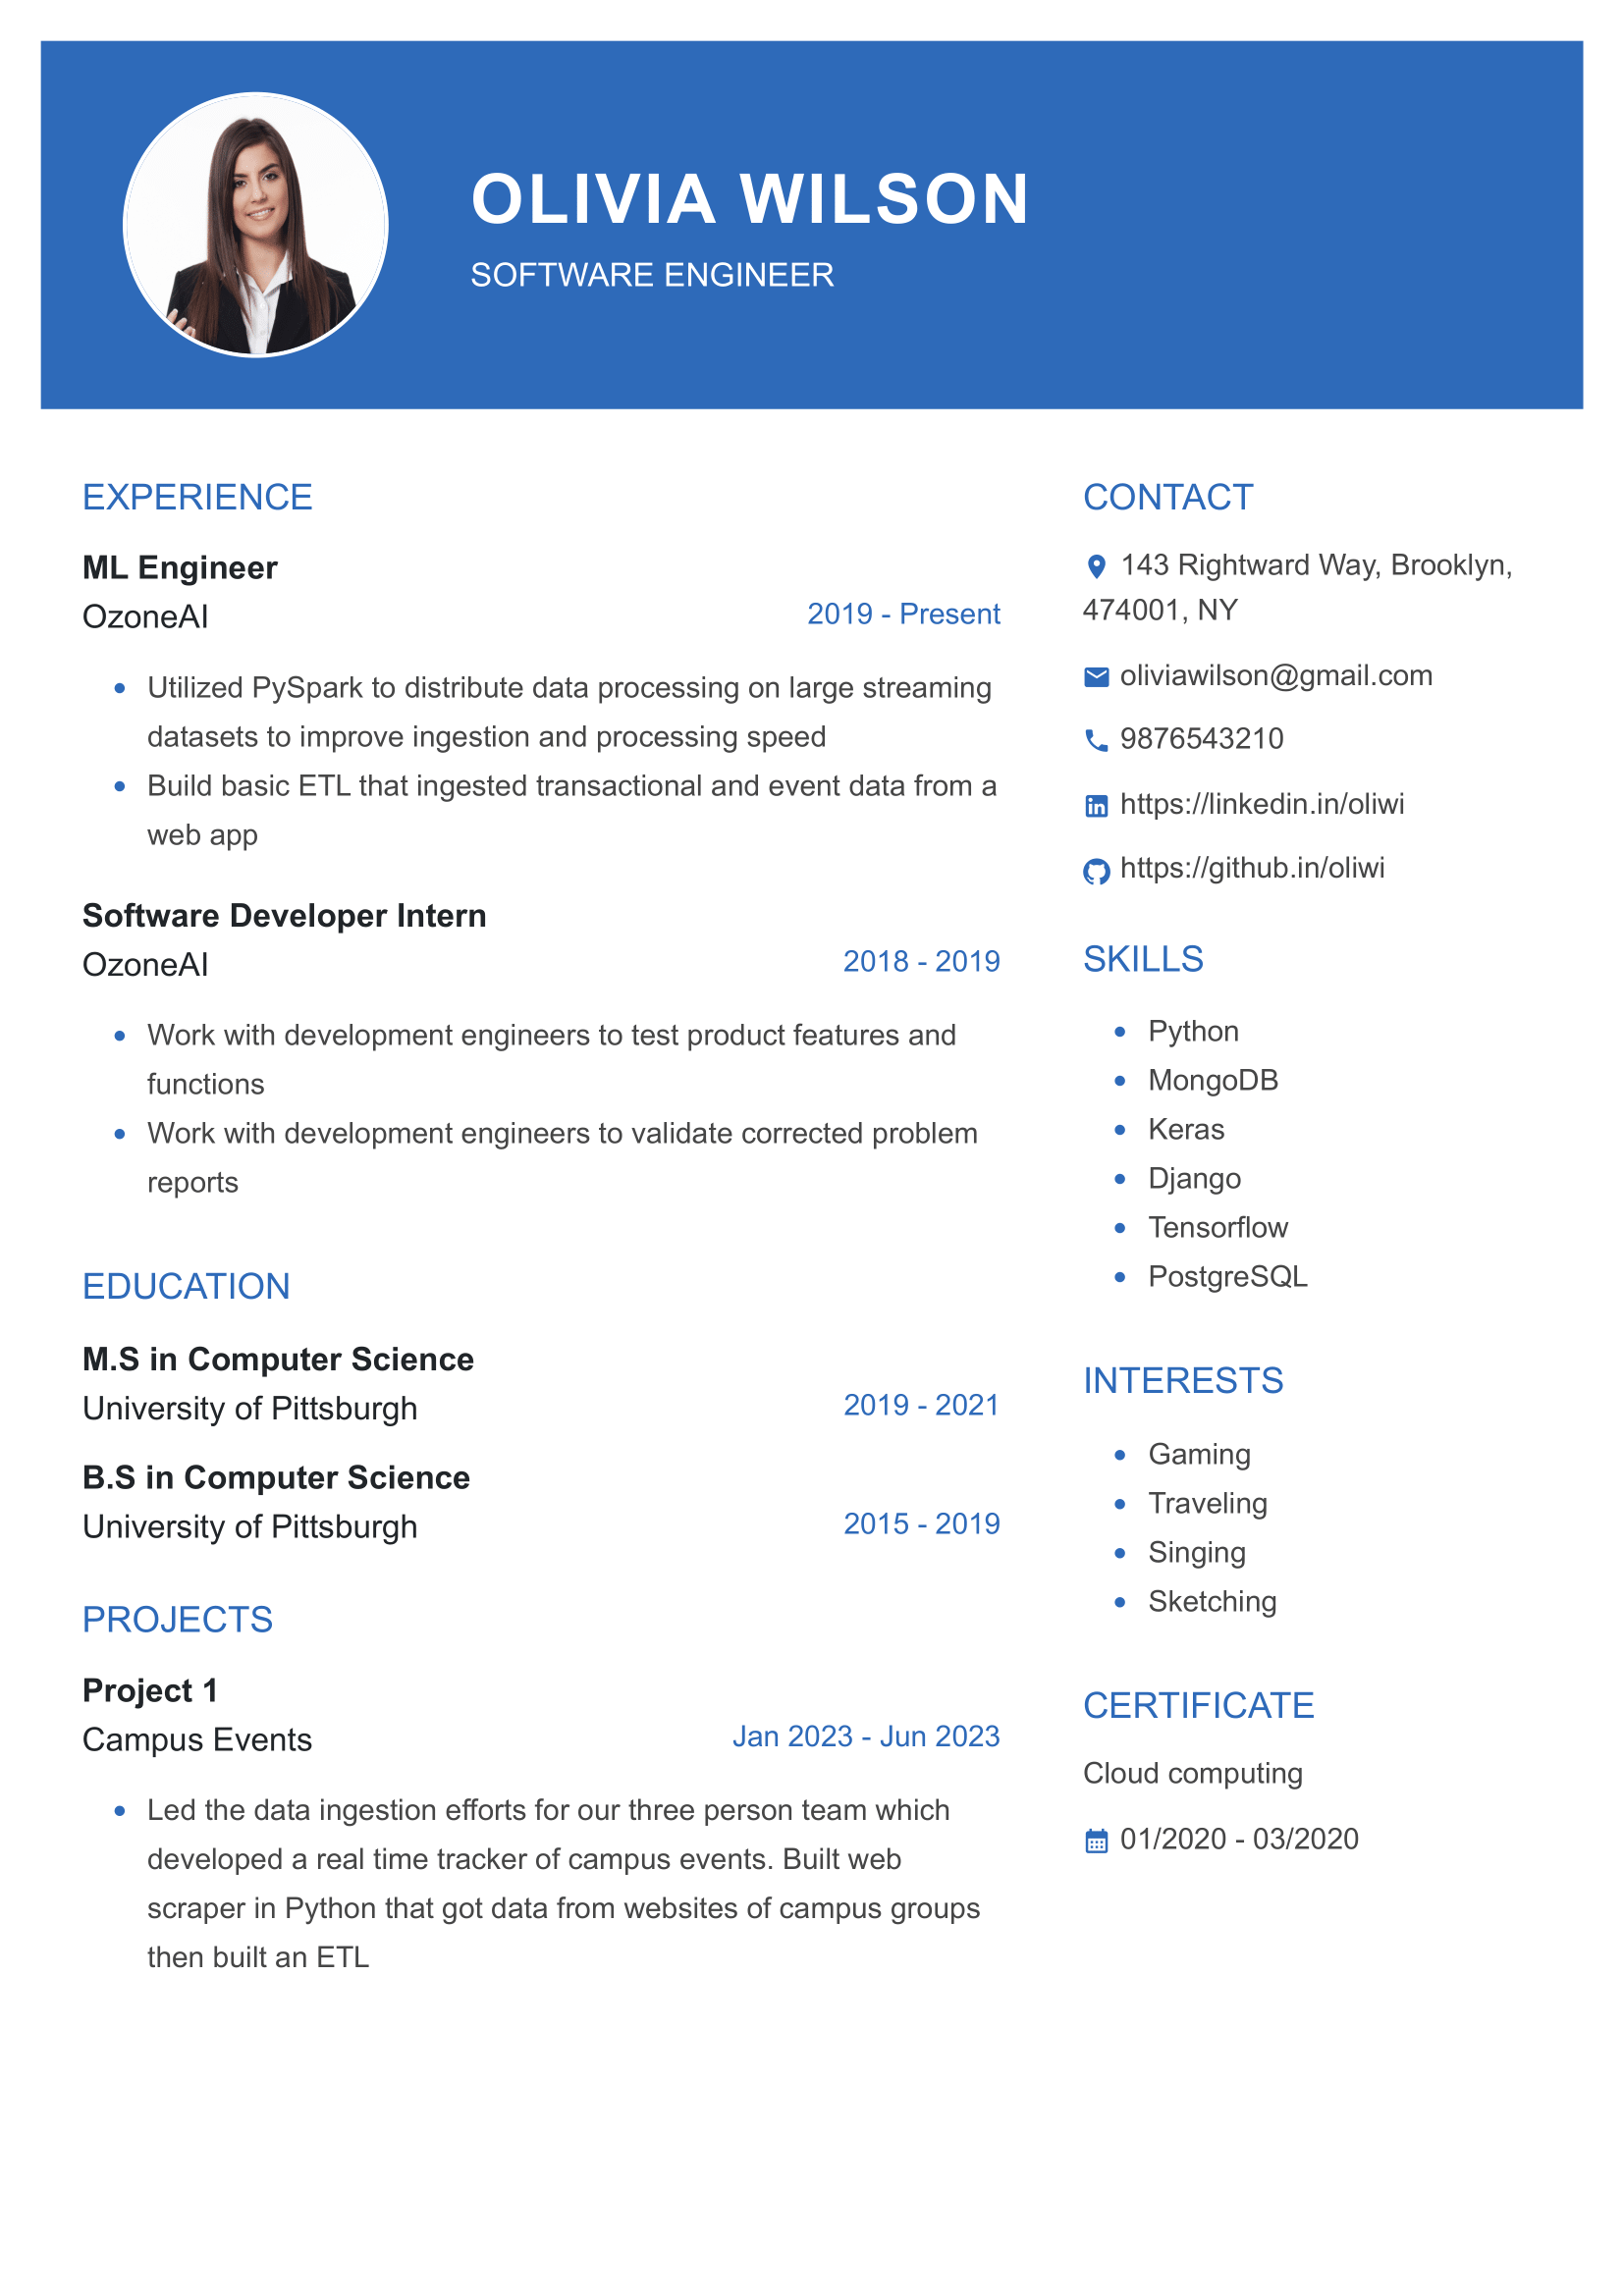 OLIVIA WILSON
SOFTWARE ENGINEER
EXPERIENCE
ML Engineer
OzoneAI
2019 - Present
Utilized PySpark to distribute data processing on large streaming
datasets to improve ingestion and processing speed
Build basic ETL that ingested transactional and event data from a
web app
Software Developer Intern
OzoneAI
2018 - 2019
Work with development engineers to test product features and
functions
Work with development engineers to validate corrected problem
reports
EDUCATION
M.S in Computer Science
University of Pittsburgh
2019 - 2021
B.S in Computer Science
University of Pittsburgh
2015 - 2019
PROJECTS
Project 1
Campus Events
Jan 2023 - Jun 2023
Led the data ingestion efforts for our three person team which
developed a real time tracker of campus events. Built web
scraper in Python that got data from websites of campus groups
then built an ETL
CONTACT
143 Rightward Way, Brooklyn,
474001, NY
oliviawilson@gmail.com
9876543210
https://linkedin.in/oliwi
https://github.in/oliwi
SKILLS
Python
MongoDB
Keras
Django
Tensorflow
PostgreSQL
INTERESTS
Gaming
Traveling
Singing
Sketching
CERTIFICATE
Cloud computing
01/2020 - 03/2020